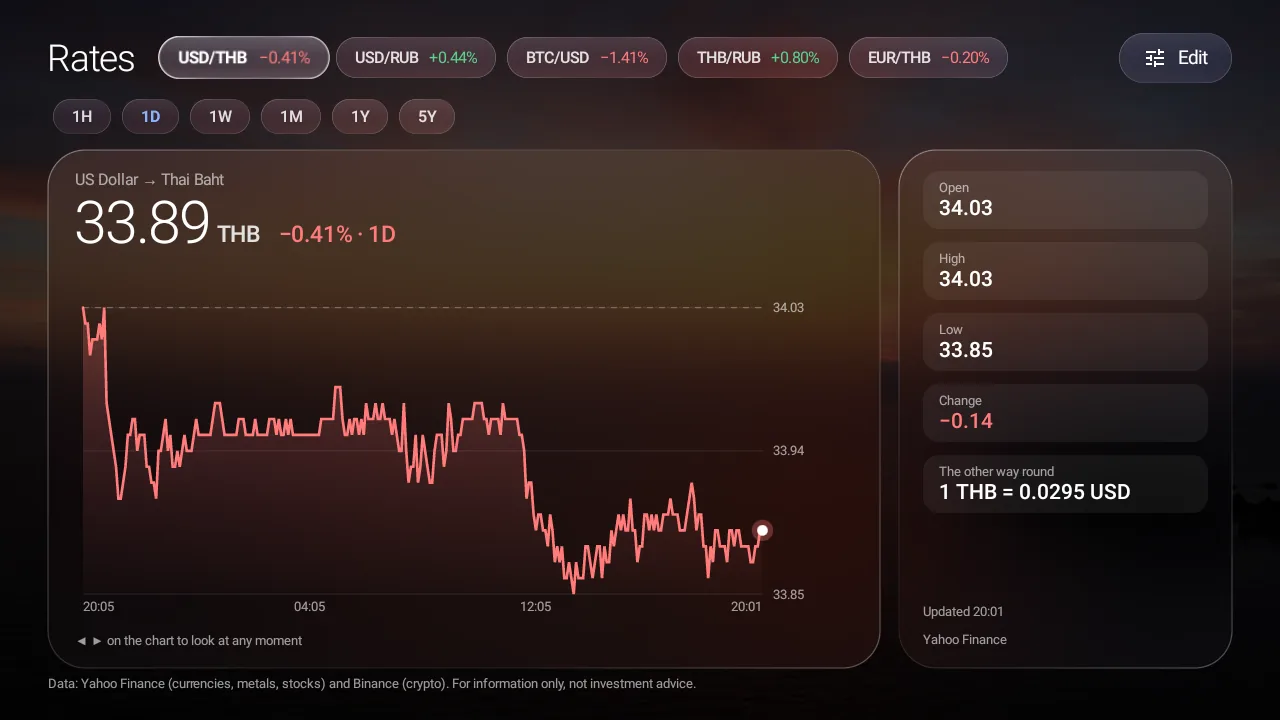 Rates
USD/THB −0.41%
USD/RUB +0.44%
BTC/USD −1.41%
THB/RUB +0.80%
EUR/THB −0.20%
Edit
1H
1D
1W
1M
1Y
5Y
US Dollar → Thai Baht
33.89 THB −0.41% · 1D
34.03
33.94
33.85
20:05 04:05 12:05 20:01
◄ ► on the chart to look at any moment
Open
34.03
High
34.03
Low
33.85
Change
−0.14
The other way round
1 THB = 0.0295 USD
Updated 20:01
Yahoo Finance
Data: Yahoo Finance (currencies, metals, stocks) and Binance (crypto). For information only, not investment advice.